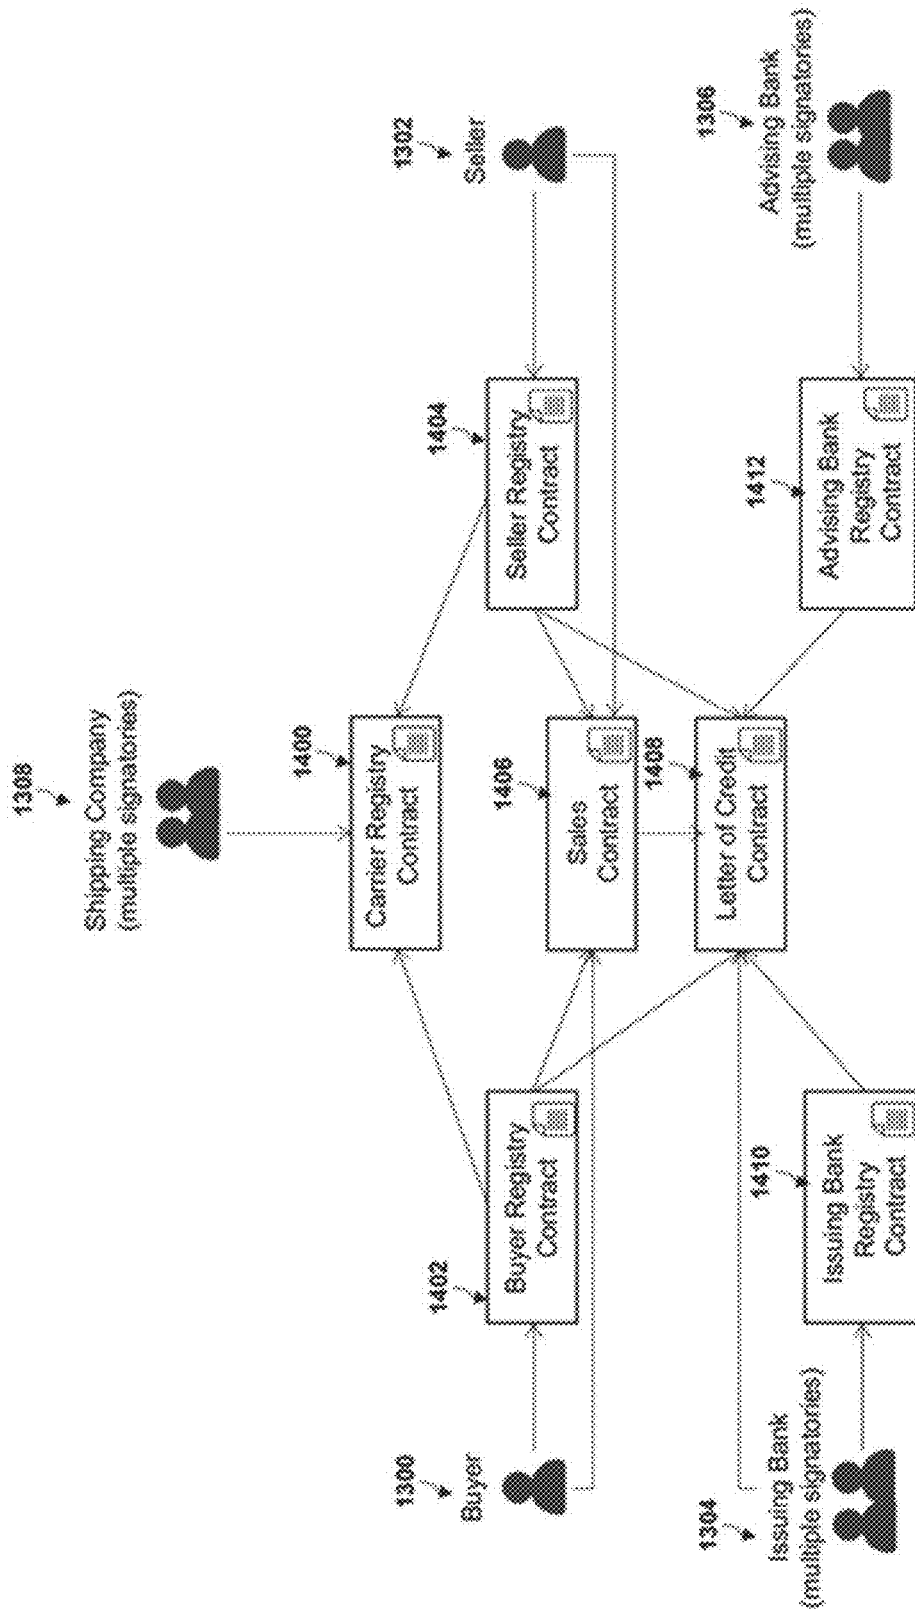 1308
Shipping Company
(multiple signatories)
1300
Buyer
1402
Buyer Registry
Contract
1400
Carrier Registry
Contract
1404
Seller Registry
Contract
1302
Seller
1406
Sales
Contract
1408
Letter of Credit
Contract
1304
Issuing Bank
(multiple signatories)
1410
Issuing Bank
Registry
Contract
1412
Advising Bank
Registry
Contract
1306
Advising Bank
(multiple signatories)